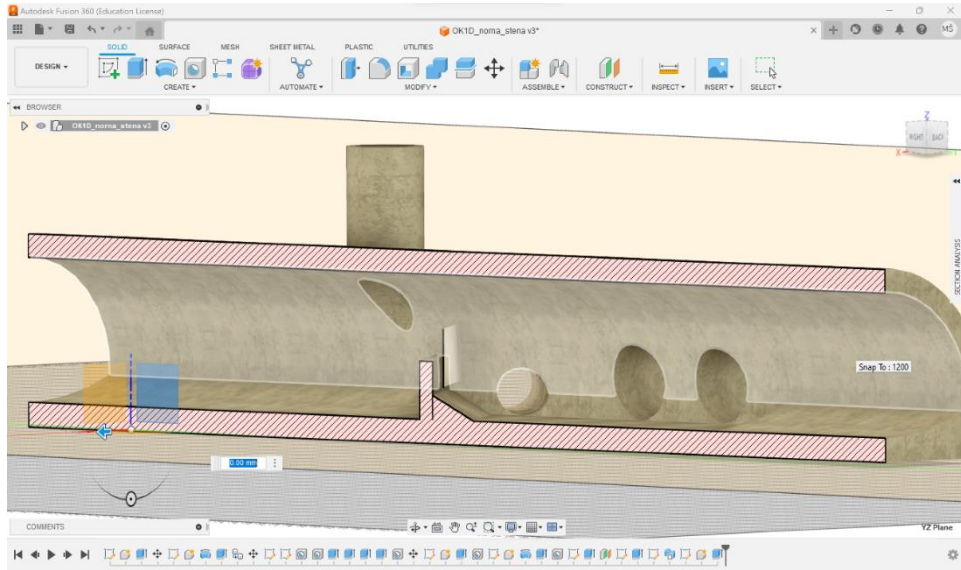 Autodesk Fusion 360 (Education License)
OK1D_norna_stena v3*
MŠ
SOLID SURFACE MESH SHEET METAL PLASTIC UTILITIES
DESIGN
CREATE AUTOMATE MODIFY ASSEMBLE CONSTRUCT INSPECT INSERT SELECT
BROWSER
OK1D_norna_stena v3
Z
RIGHT BACK
X
SECTION ANALYSIS
Snap To : 1200
0.00 mm
COMMENTS
YZ Plane